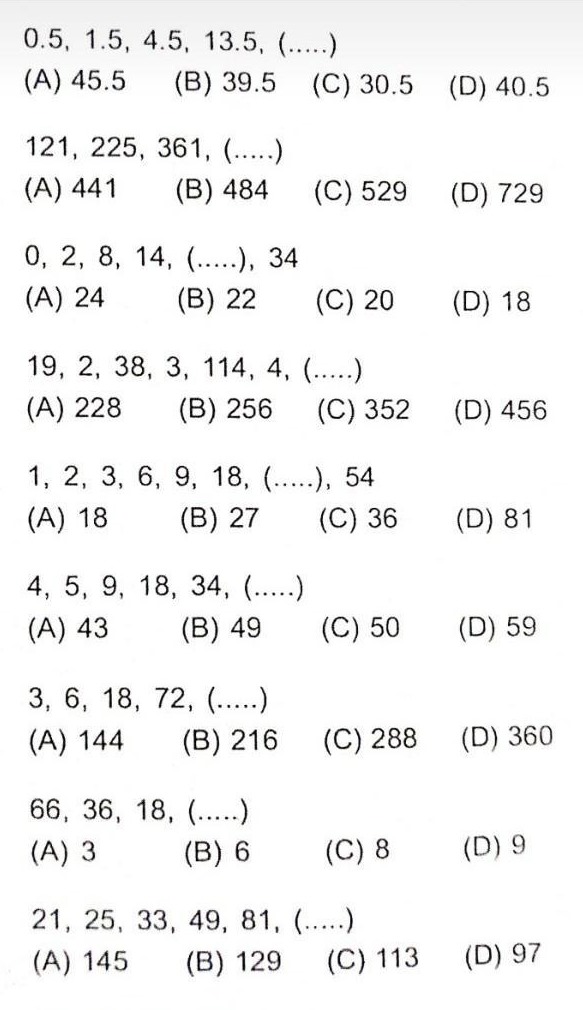 0.5, 1.5, 4.5, 13.5, (.....)
(A) 45.5 (B) 39.5 (C) 30.5 (D) 40.5
121, 225, 361, (.....)
(A) 441 (B) 484 (C) 529 (D) 729
0, 2, 8, 14, (.....), 34
(A) 24 (B) 22 (C) 20 (D) 18
19, 2, 38, 3, 114, 4, (.....)
(A) 228 (B) 256 (C) 352 (D) 456
1, 2, 3, 6, 9, 18, (.....), 54
(A) 18 (B) 27 (C) 36 (D) 81
4, 5, 9, 18, 34, (.....)
(A) 43 (B) 49 (C) 50 (D) 59
3, 6, 18, 72, (.....)
(A) 144 (B) 216 (C) 288 (D) 360
66, 36, 18, (.....)
(A) 3 (B) 6 (C) 8 (D) 9
21, 25, 33, 49, 81, (.....)
(A) 145 (B) 129 (C) 113 (D) 97